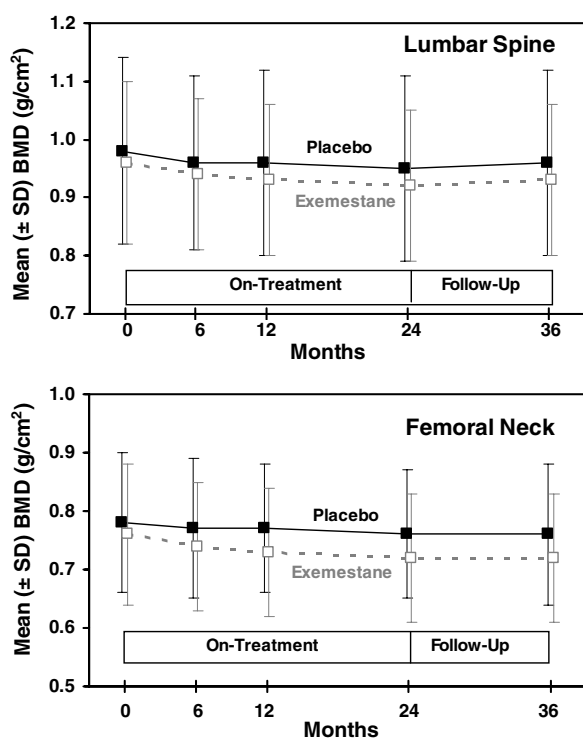 Lumbar Spine
Mean (± SD) BMD (g/cm²)
1.2
1.1
1.0
0.9
0.8
0.7
Placebo
Exemestane
On-Treatment
Follow-Up
0 6 12 24 36
Months
Femoral Neck
Mean (± SD) BMD (g/cm²)
1.0
0.9
0.8
0.7
0.6
0.5
Placebo
Exemestane
On-Treatment
Follow-Up
0 6 12 24 36
Months